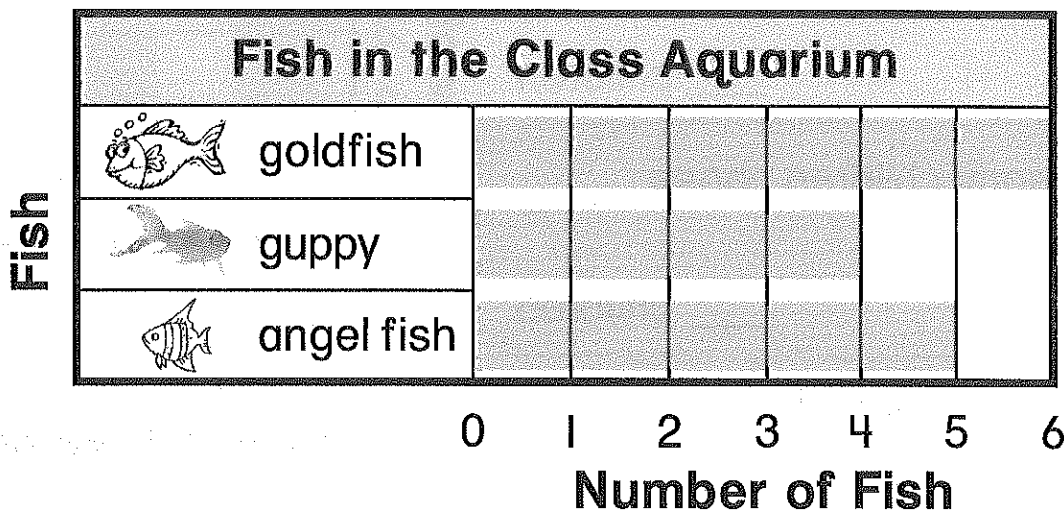 Fish in the Class Aquarium
Fish
goldfish
guppy
angel fish
0 1 2 3 4 5 6
Number of Fish